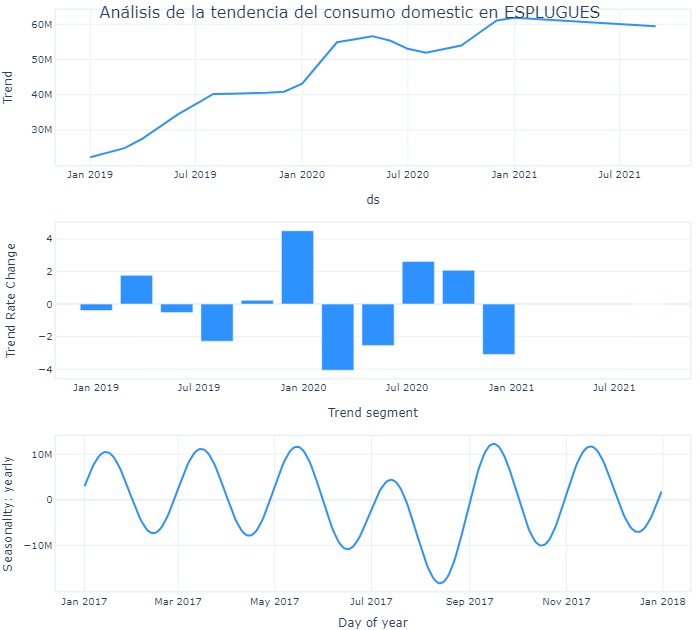 Análisis de la tendencia del consumo domestic en ESPLUGUES
60M
50M
40M
30M
Trend
Jan 2019 Jul 2019 Jan 2020 Jul 2020 Jan 2021 Jul 2021
ds
4
2
0
−2
−4
Trend Rate Change
Jan 2019 Jul 2019 Jan 2020 Jul 2020 Jan 2021 Jul 2021
Trend segment
10M
0
−10M
Seasonality: yearly
Jan 2017 Mar 2017 May 2017 Jul 2017 Sep 2017 Nov 2017 Jan 2018
Day of year